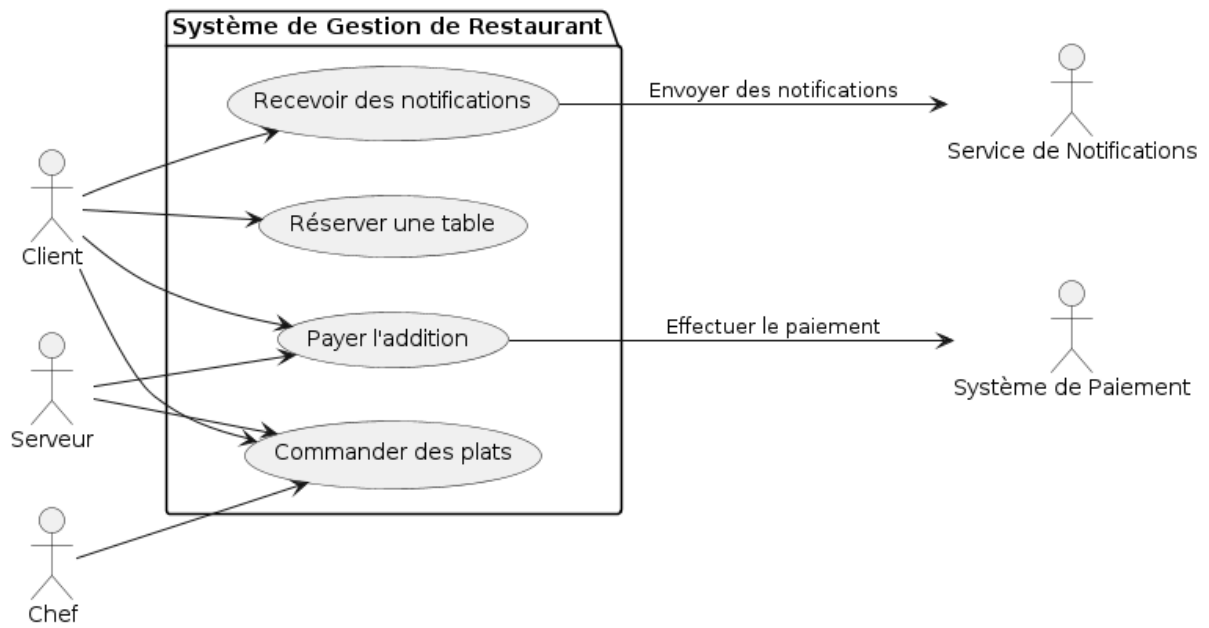 Système de Gestion de Restaurant
Recevoir des notifications
Envoyer des notifications
Service de Notifications
Réserver une table
Client
Payer l'addition
Effectuer le paiement
Système de Paiement
Serveur
Commander des plats
Chef